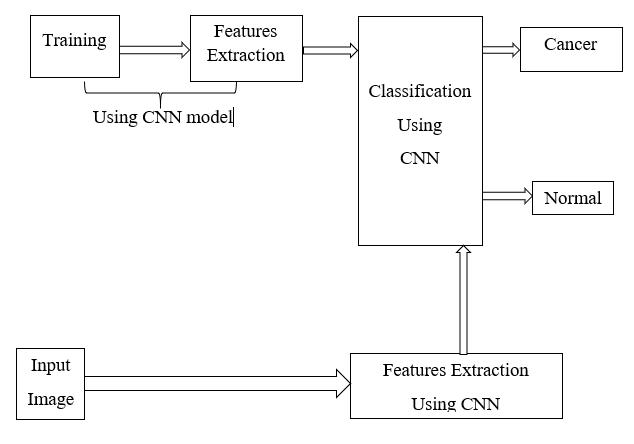 Training
Features
Extraction
Cancer
Using CNN model
Classification
Using
CNN
Normal
Input
Image
Features Extraction
Using CNN